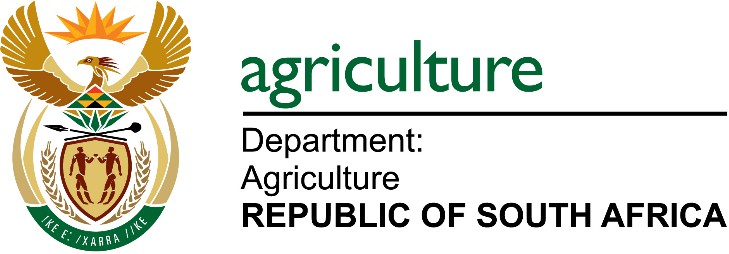 agriculture
Department:
Agriculture
REPUBLIC OF SOUTH AFRICA
!KE E: /XARRA //KE